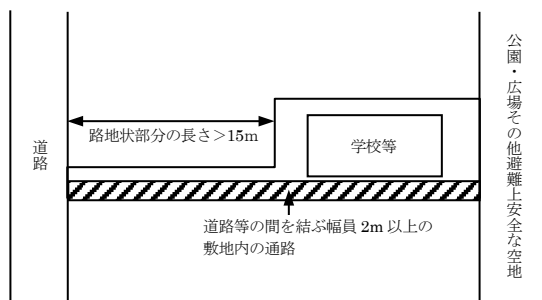 道路
路地状部分の長さ>15m
学校等
道路等の間を結ぶ幅員 2m 以上の
敷地内の通路
公園・広場その他避難上安全な空地